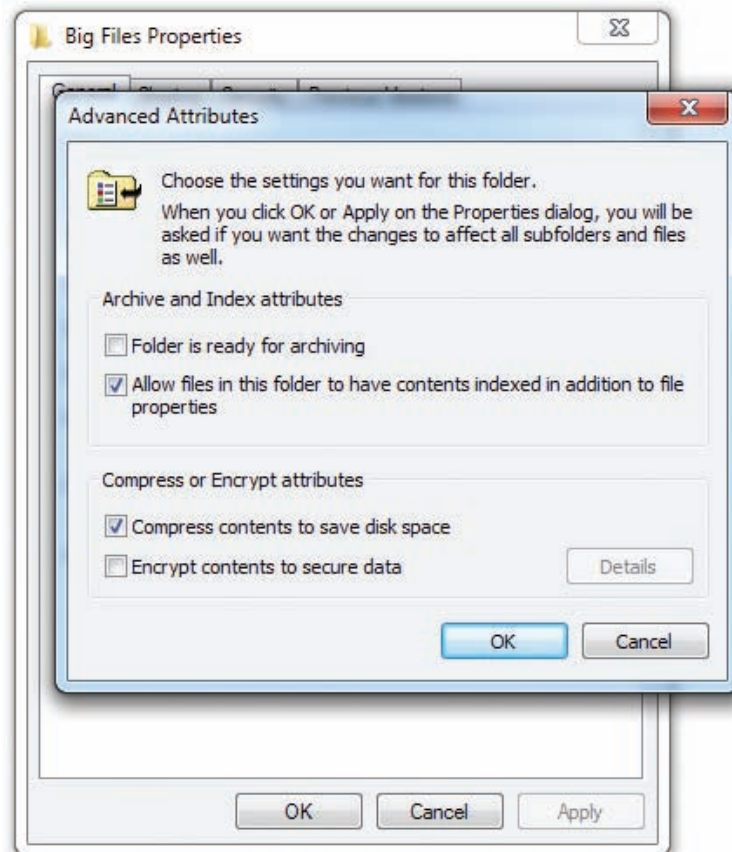 Big Files Properties
General
Advanced Attributes
Choose the settings you want for this folder.
When you click OK or Apply on the Properties dialog, you will be
asked if you want the changes to affect all subfolders and files
as well.
Archive and Index attributes
Folder is ready for archiving
Allow files in this folder to have contents indexed in addition to file
properties
Compress or Encrypt attributes
Compress contents to save disk space
Encrypt contents to secure data
Details
OK
Cancel
OK
Cancel
Apply